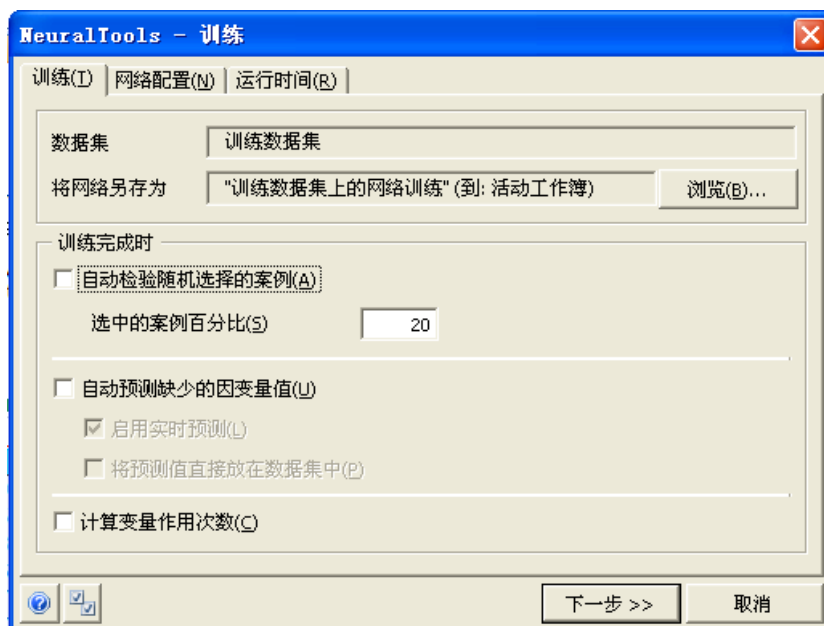 NeuralTools - 训练
训练(T) 网络配置(N) 运行时间(R)
数据集 训练数据集
将网络另存为 "训练数据集上的网络训练" (到: 活动工作簿) 浏览(B)...
训练完成时
自动检验随机选择的案例(A)
选中的案例百分比(S) 20
自动预测缺少的因变量值(U)
启用实时预测(L)
将预测值直接放在数据集中(P)
计算变量作用次数(C)
下一步 >> 取消